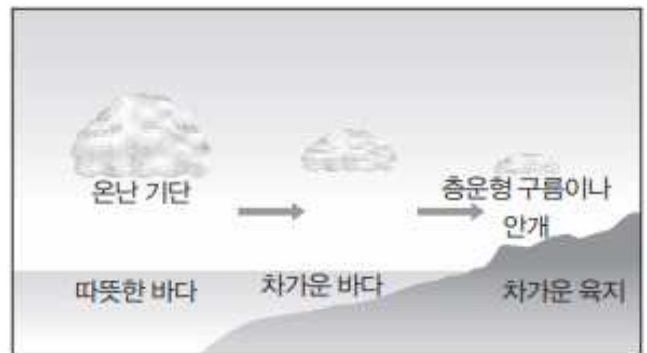 온난 기단
층운형 구름이나
안개
따뜻한 바다
차가운 바다
차가운 육지